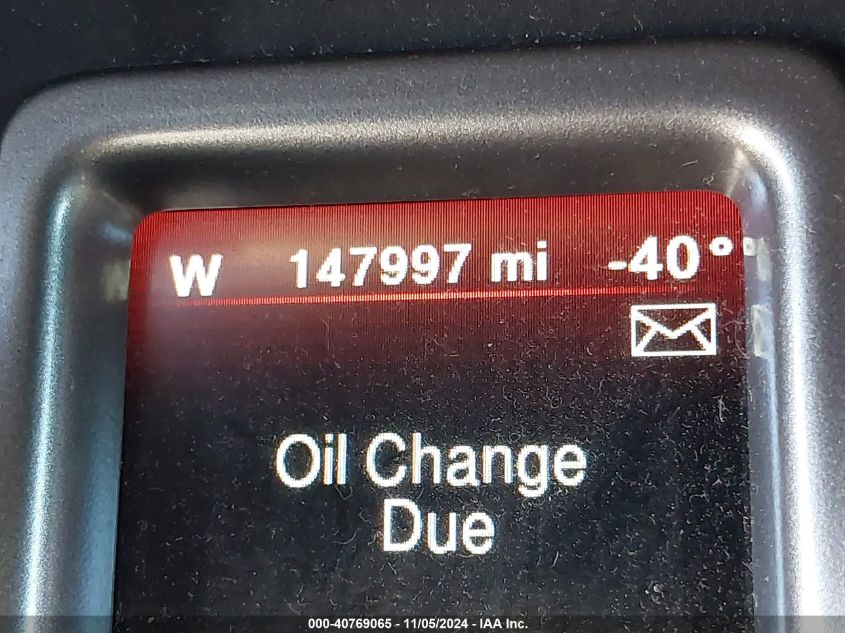 W 147997 mi -40°
Oil Change
Due
000-40769065 - 11/05/2024 - IAA Inc.